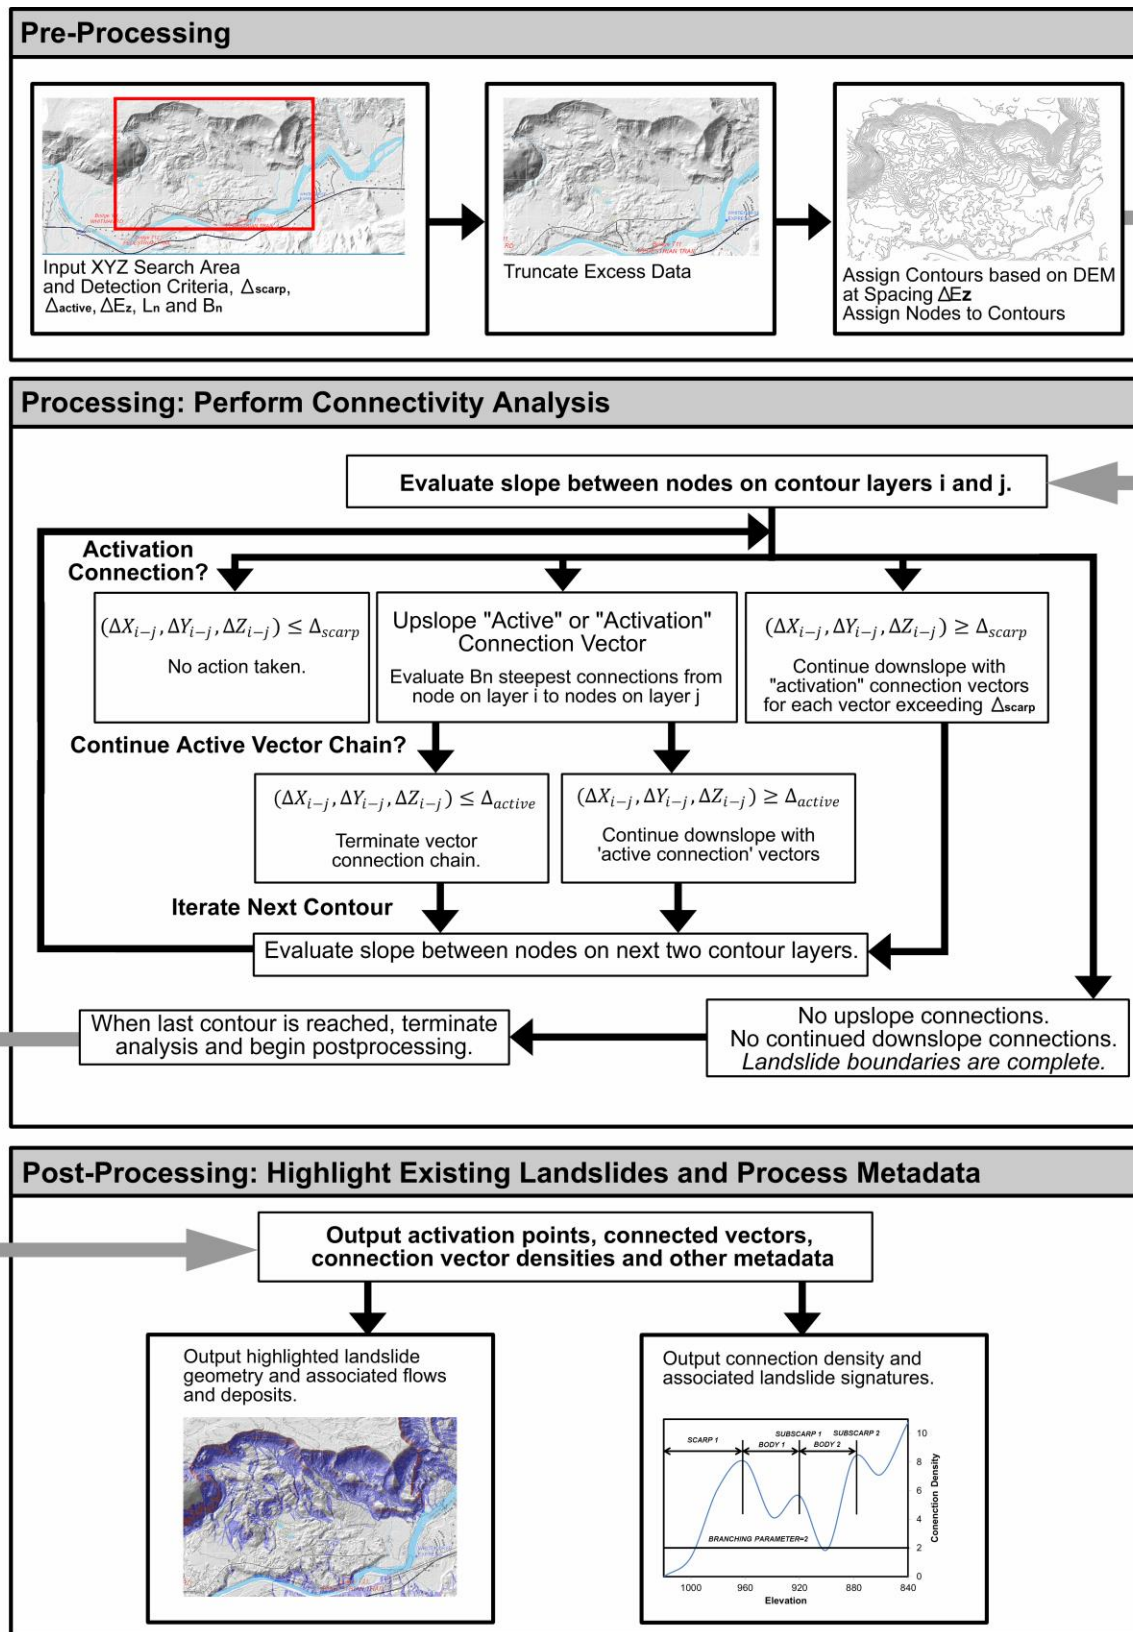 Pre-Processing
Input XYZ Search Area
and Detection Criteria, Δscarp,
Δactive, ΔEz, Ln and Bn
Truncate Excess Data
Assign Contours based on DEM
at Spacing ΔEz
Assign Nodes to Contours
Processing: Perform Connectivity Analysis
Evaluate slope between nodes on contour layers i and j.
Activation
Connection?
(ΔXi−j, ΔYi−j, ΔZi−j) ≤ Δscarp
No action taken.
Upslope "Active" or "Activation"
Connection Vector
Evaluate Bn steepest connections from
node on layer i to nodes on layer j
(ΔXi−j, ΔYi−j, ΔZi−j) ≥ Δscarp
Continue downslope with
"activation" connection vectors
for each vector exceeding Δscarp
Continue Active Vector Chain?
(ΔXi−j, ΔYi−j, ΔZi−j) ≤ Δactive
Terminate vector
connection chain.
(ΔXi−j, ΔYi−j, ΔZi−j) ≥ Δactive
Continue downslope with
'active connection' vectors
Iterate Next Contour
Evaluate slope between nodes on next two contour layers.
When last contour is reached, terminate
analysis and begin postprocessing.
No upslope connections.
No continued downslope connections.
Landslide boundaries are complete.
Post-Processing: Highlight Existing Landslides and Process Metadata
Output activation points, connected vectors,
connection vector densities and other metadata
Output highlighted landslide
geometry and associated flows
and deposits.
Output connection density and
associated landslide signatures.
SUBSCARP 1 SUBSCARP 2
SCARP 1 BODY 1 BODY 2
BRANCHING PARAMETER=2
10
8
6
4
2
0
Conenction Density
1000 960 920 880 840
Elevation